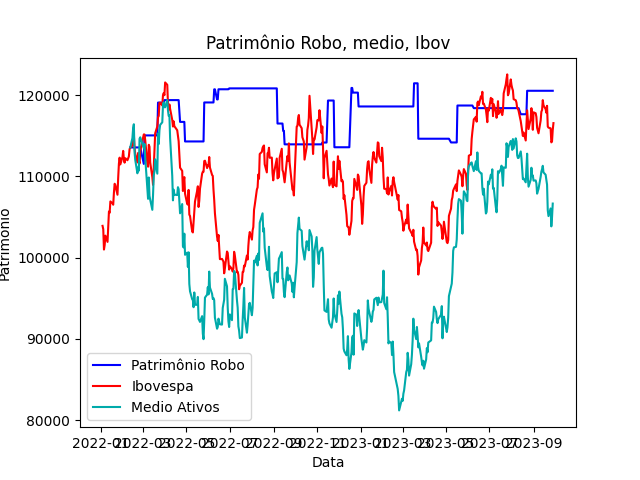 Patrimônio Robo, medio, Ibov
Patrimonio
120000
110000
100000
90000
80000
Patrimônio Robo
Ibovespa
Medio Ativos
2022-01 2022-03 2022-05 2022-07 2022-09 2022-11 2023-01 2023-03 2023-05 2023-07 2023-09
Data